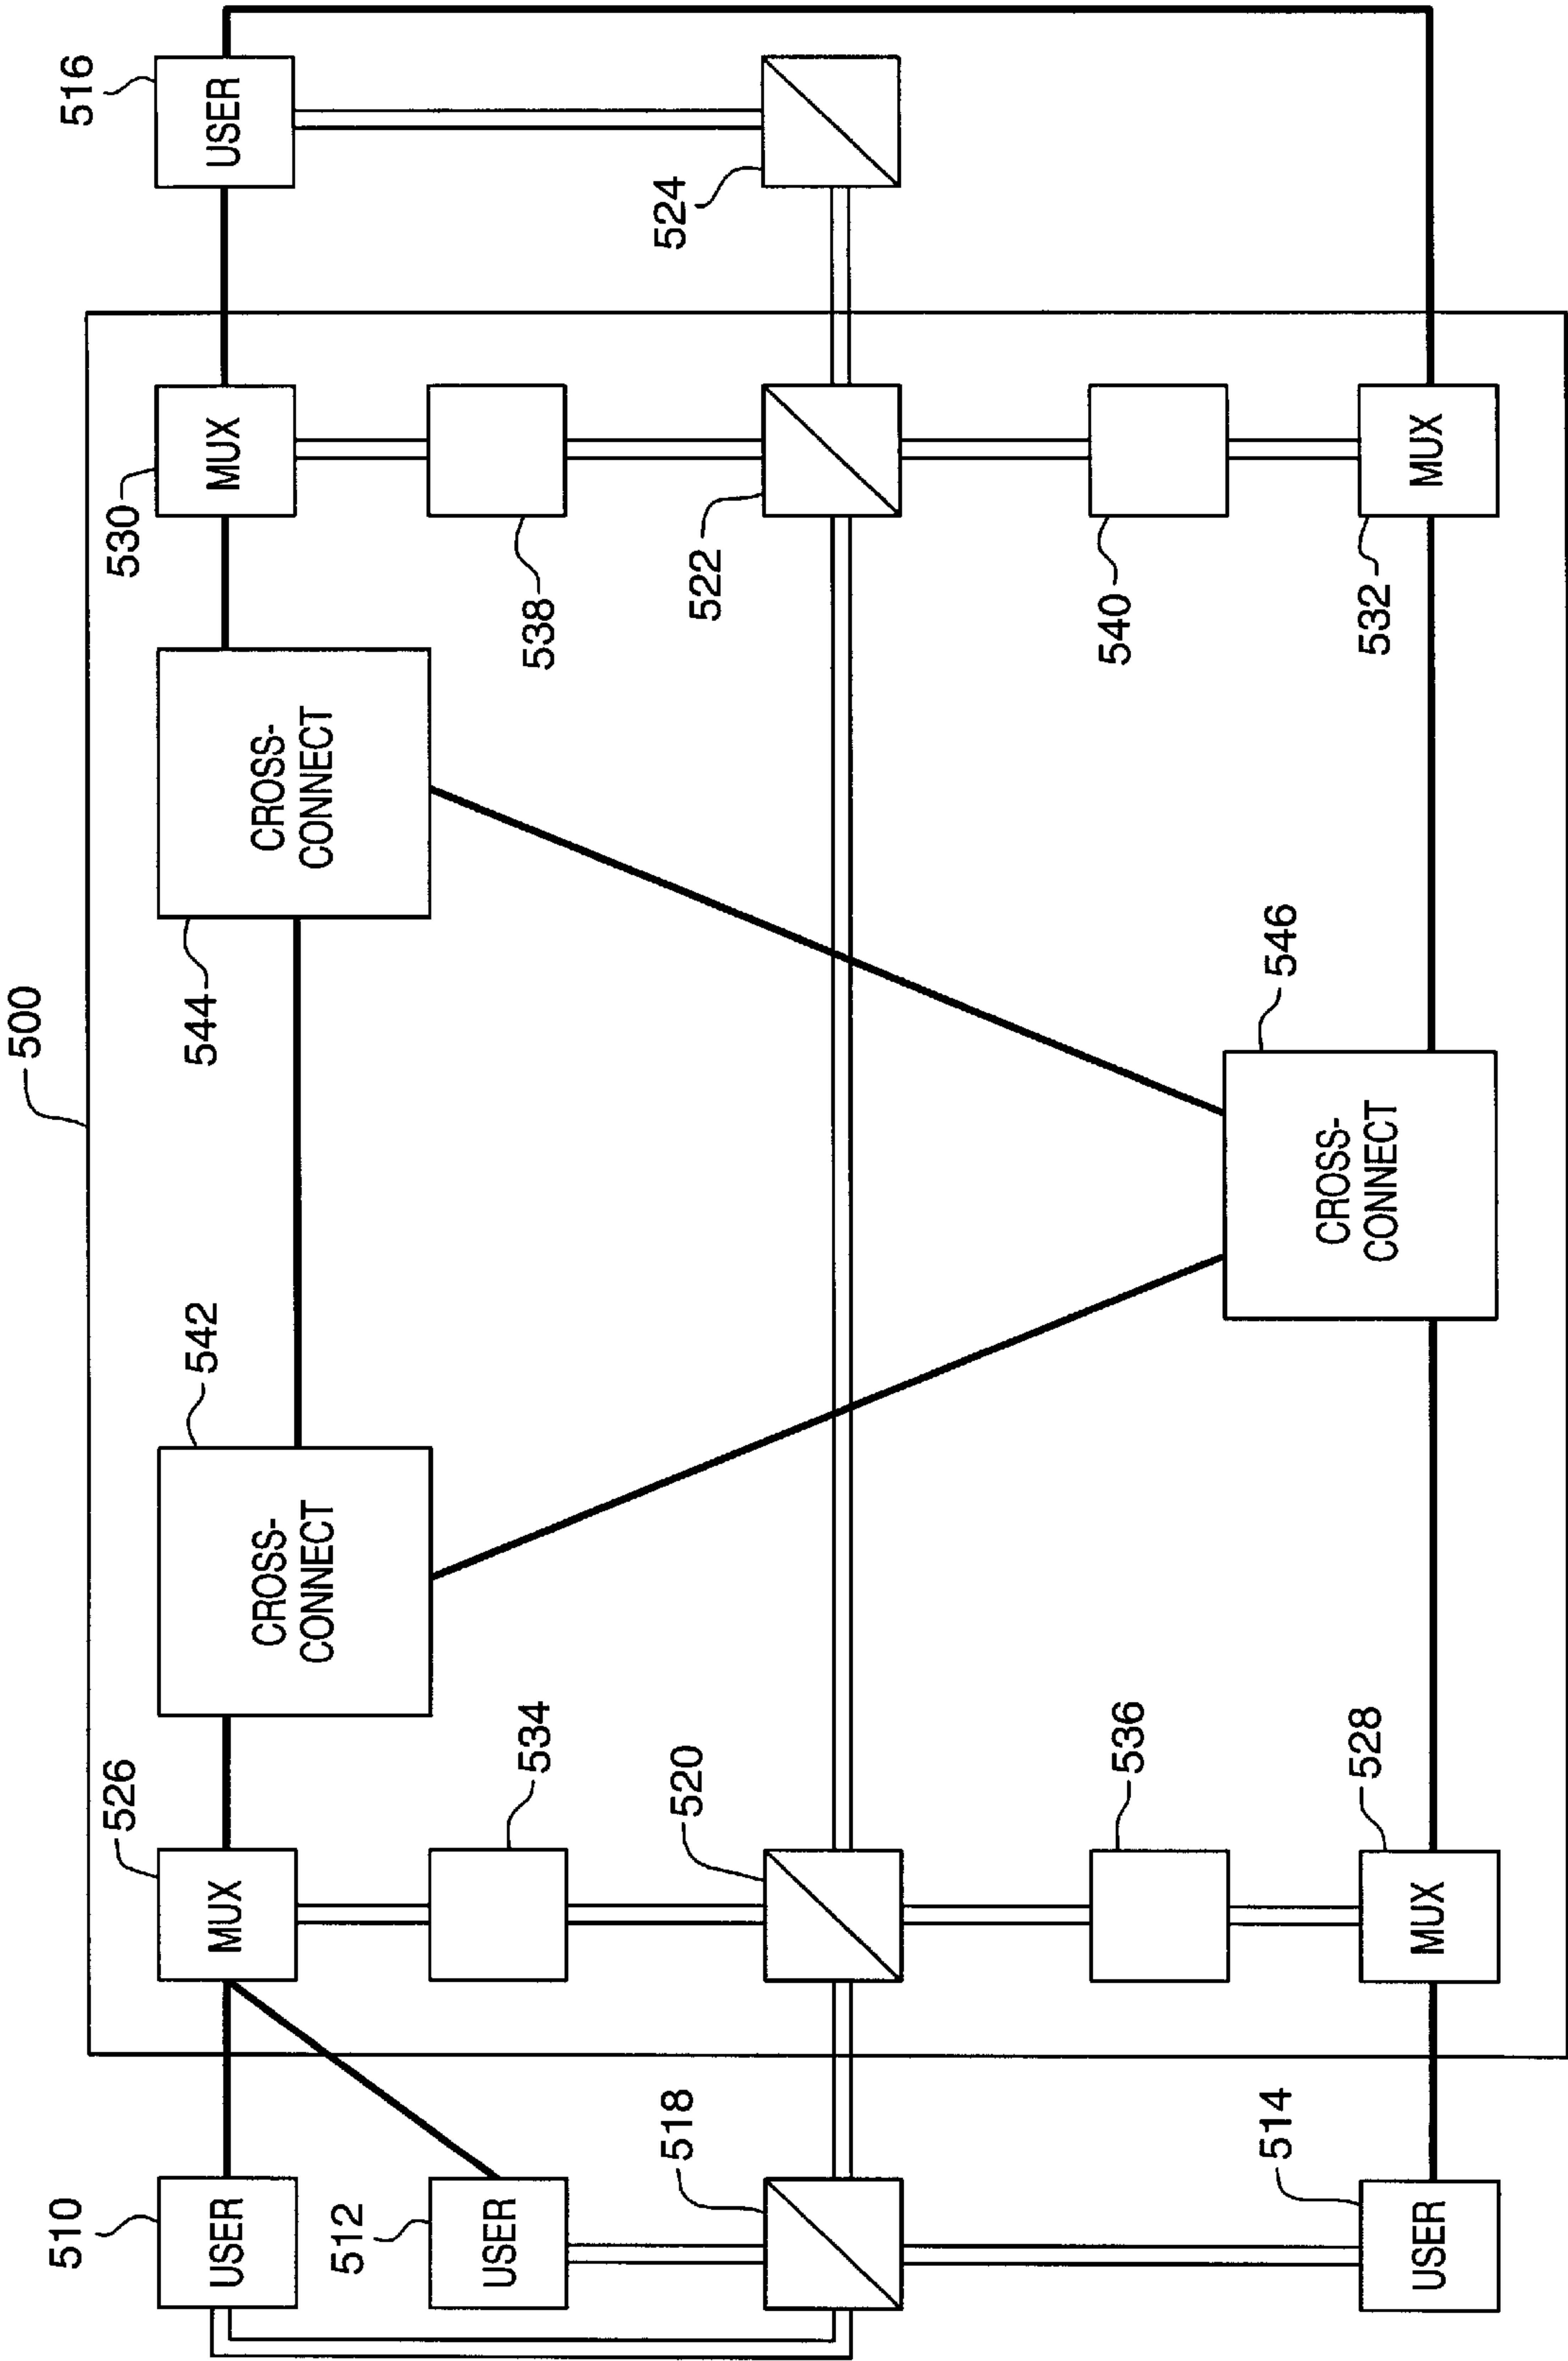 500
510
USER
526
MUX
542
CROSS-
CONNECT
544
CROSS-
CONNECT
530
MUX
516
USER
512
USER
534
538
518
520
522
524
536
540
514
USER
528
MUX
546
CROSS-
CONNECT
532
MUX